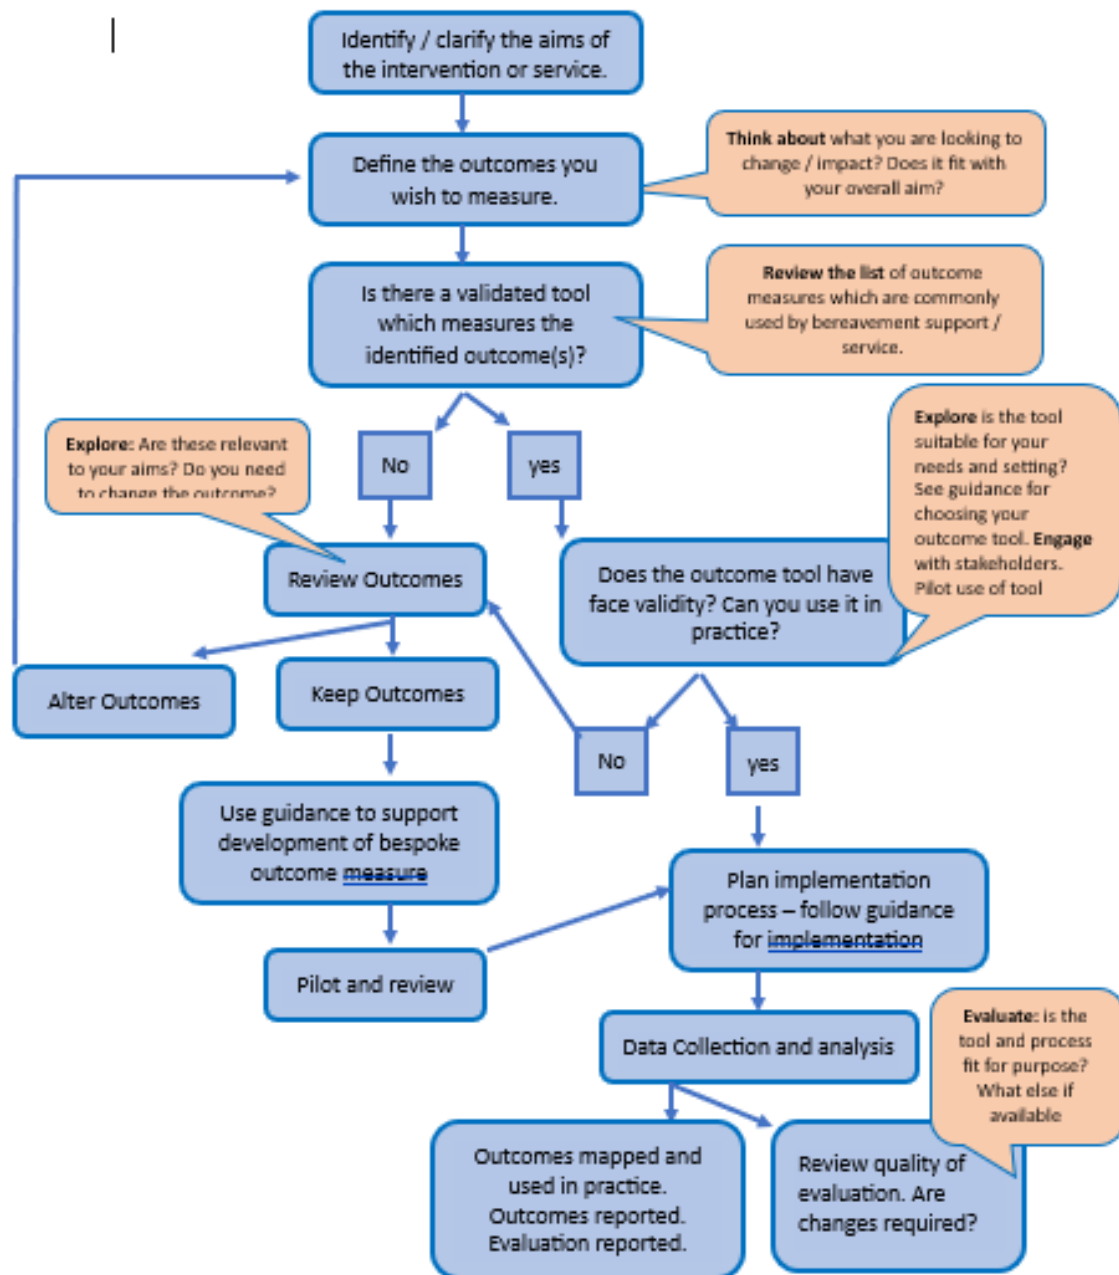 Identify / clarify the aims of
the intervention or service.
Define the outcomes you
wish to measure.
Think about what you are looking to
change / impact? Does it fit with
your overall aim?
Is there a validated tool
which measures the
identified outcome(s)?
Review the list of outcome
measures which are commonly
used by bereavement support /
service.
No
yes
Explore: Are these relevant
to your aims? Do you need
to change the outcome?
Explore is the tool
suitable for your
needs and setting?
See guidance for
choosing your
outcome tool. Engage
with stakeholders.
Pilot use of tool
Review Outcomes
Does the outcome tool have
face validity? Can you use it in
practice?
Alter Outcomes
Keep Outcomes
No
yes
Use guidance to support
development of bespoke
outcome measure
Plan implementation
process – follow guidance
for implementation
Pilot and review
Data Collection and analysis
Evaluate: is the
tool and process
fit for purpose?
What else if
available
Outcomes mapped and
used in practice.
Outcomes reported.
Evaluation reported.
Review quality of
evaluation. Are
changes required?